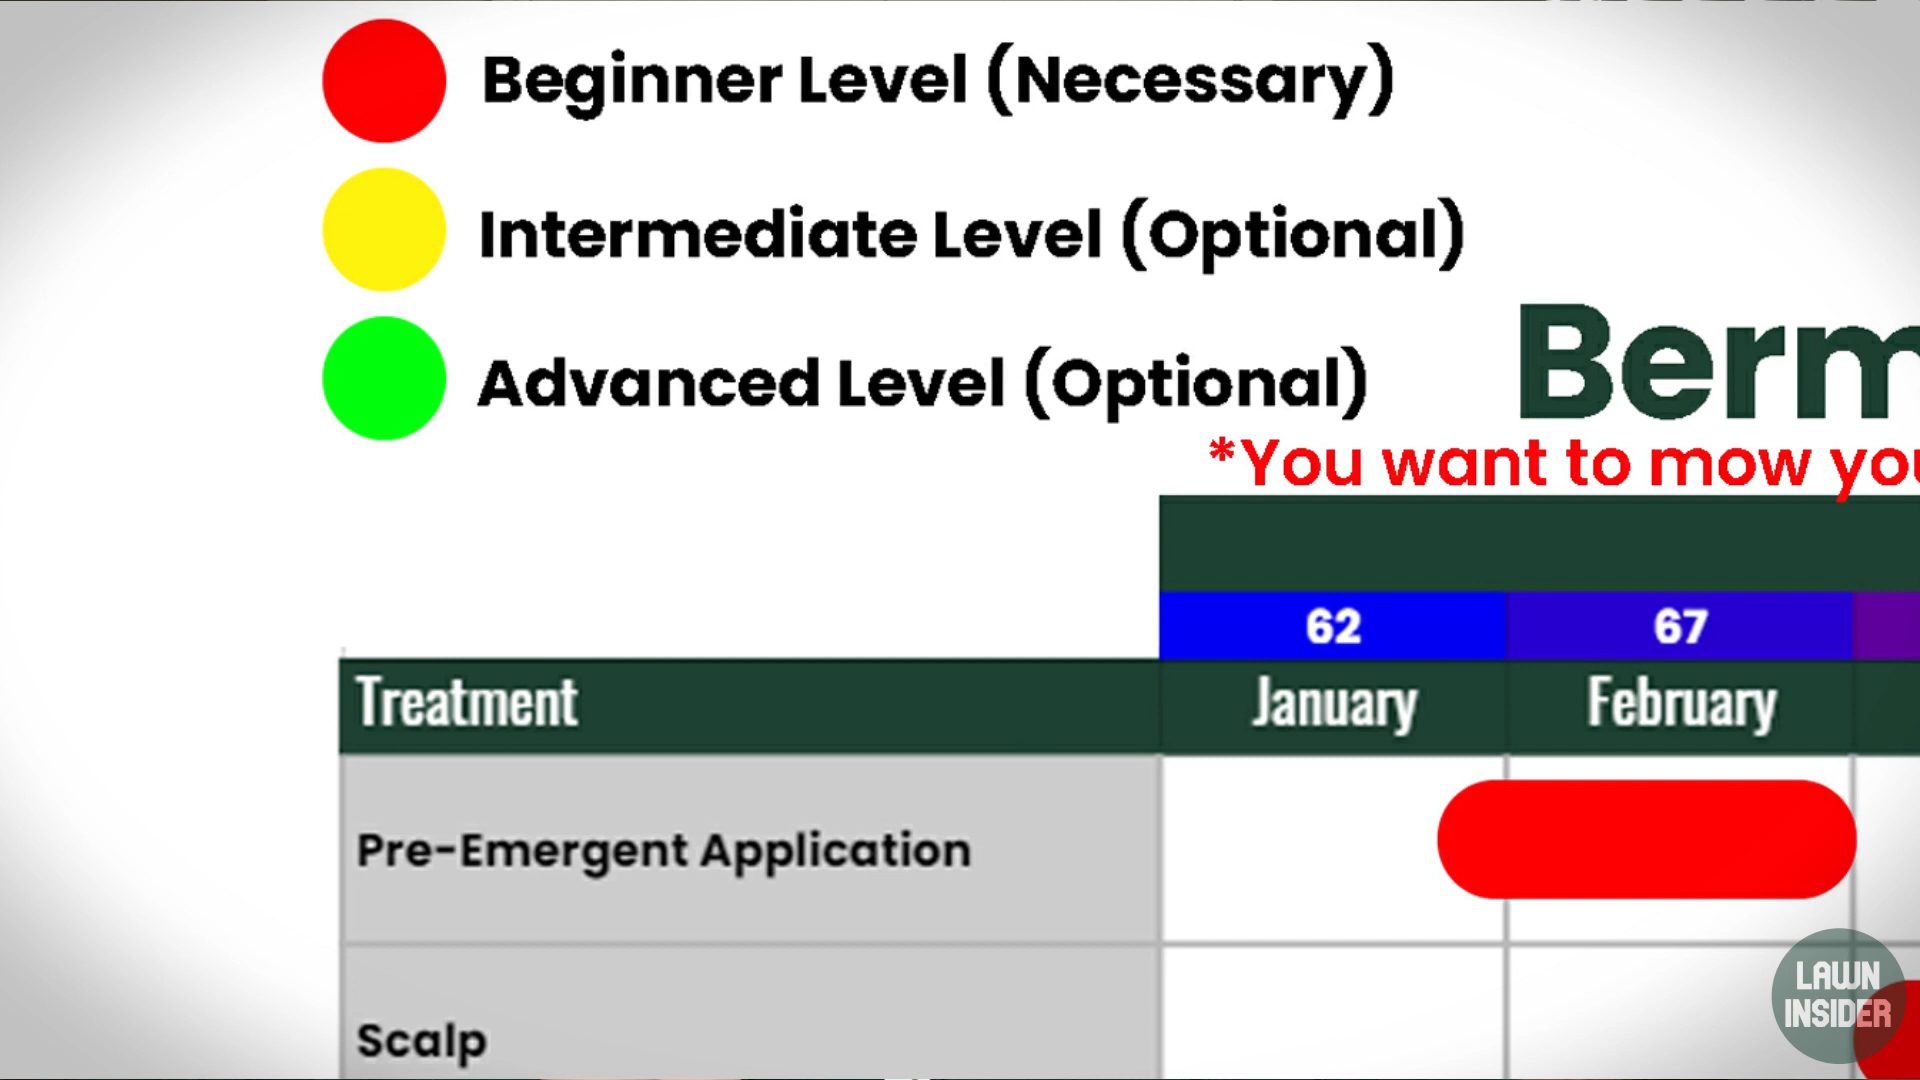 Beginner Level (Necessary)
Intermediate Level (Optional)
Advanced Level (Optional)
Berm
*You want to mow you
62 67
Treatment January February
Pre-Emergent Application
Scalp
LAWN
INSIDER